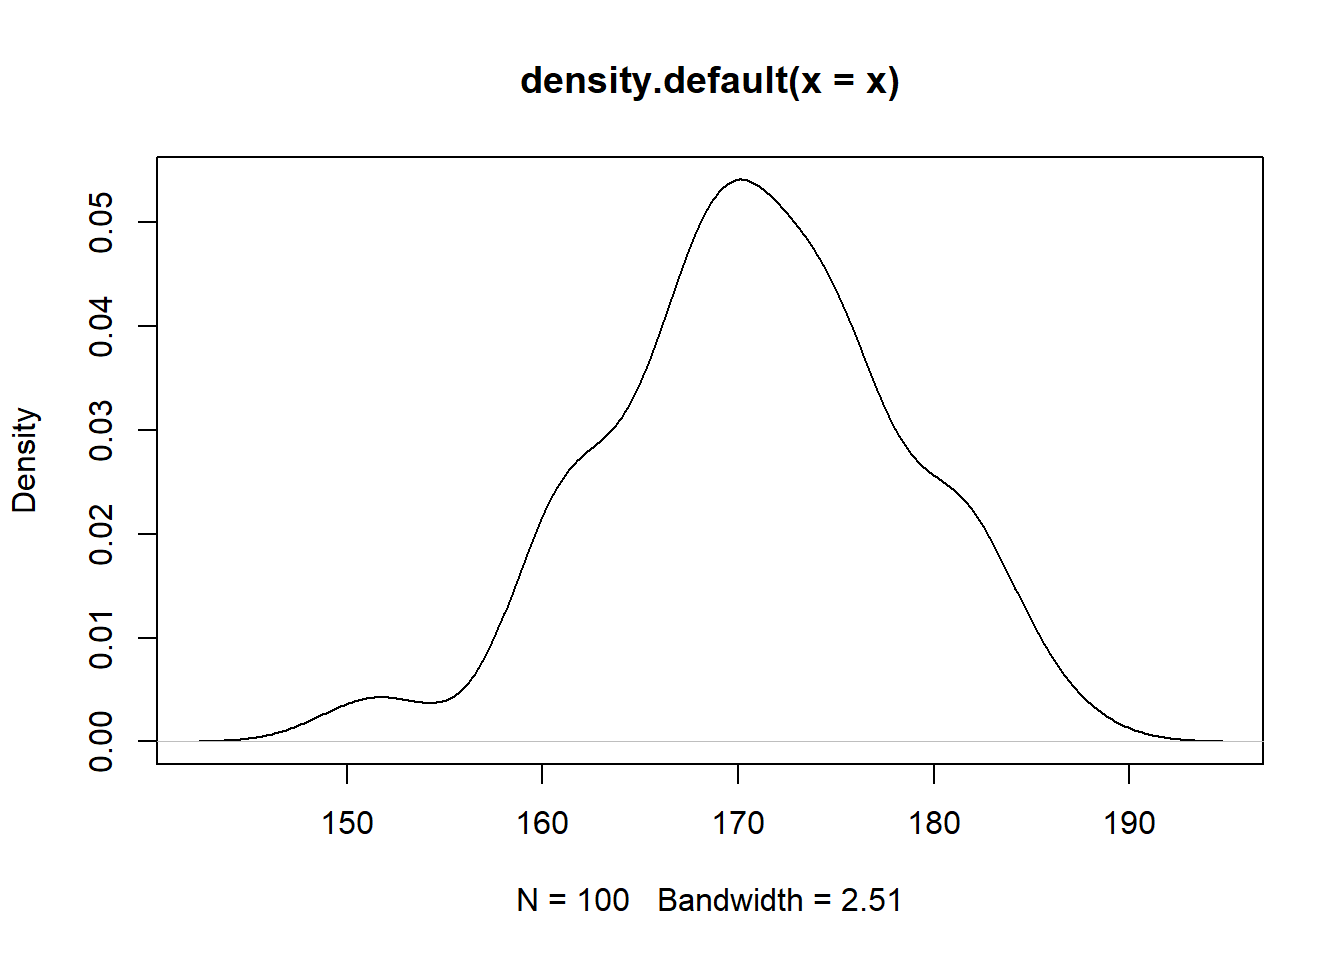 density.default(x = x)
Density
0.05
0.04
0.03
0.02
0.01
0.00
150 160 170 180 190
N = 100 Bandwidth = 2.51